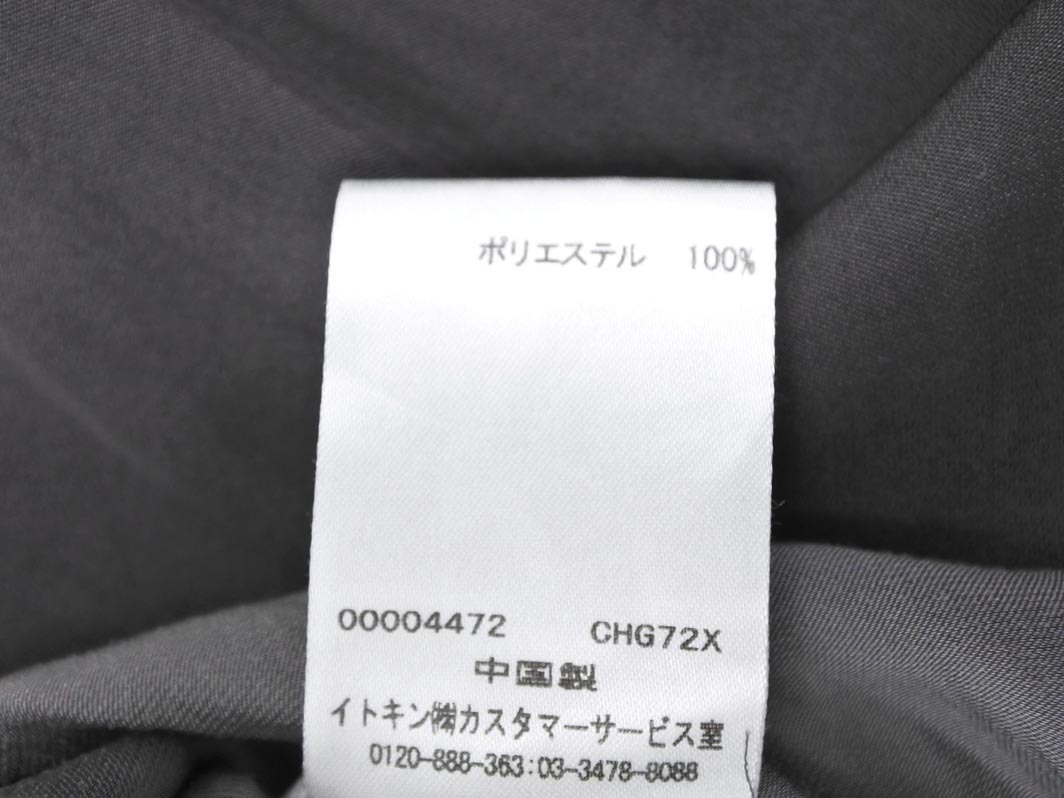 ポリエステル 100%
00004472 CHG72X
中国製
イトキン㈱カスタマーサービス室
0120-888-363:03-3478-8088